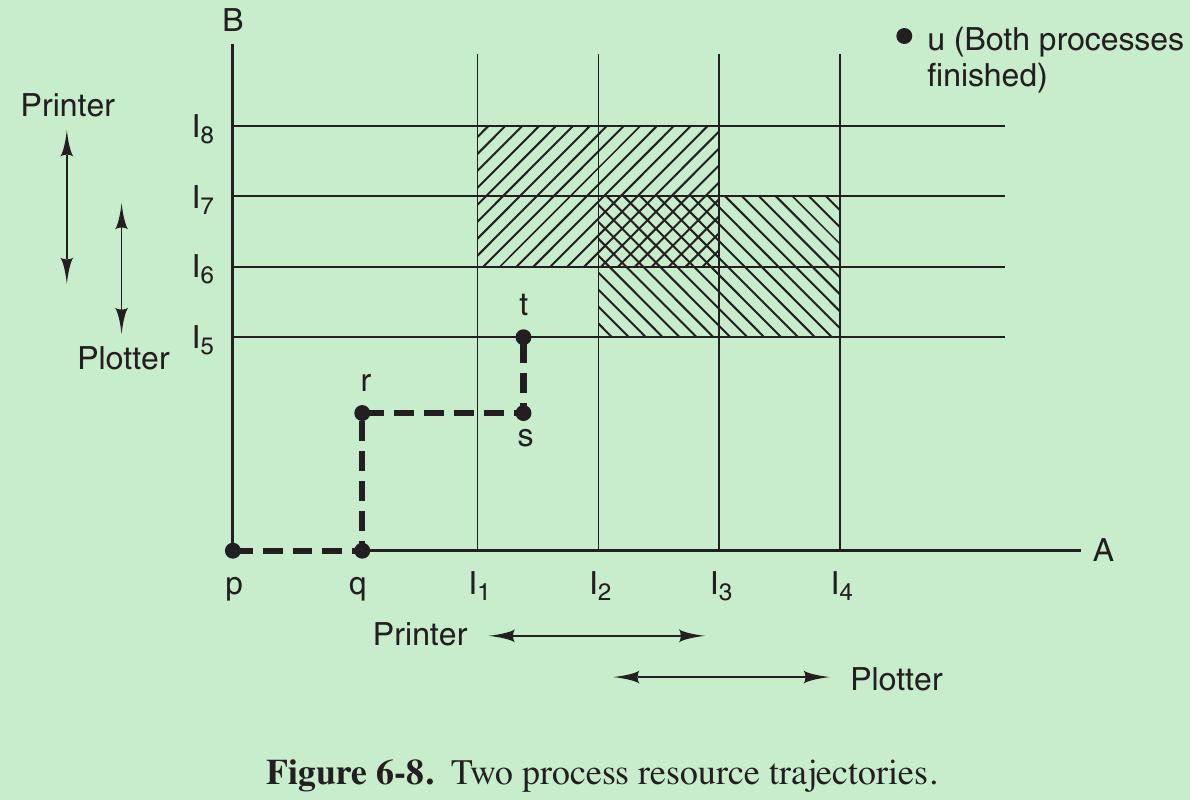 B
u (Both processes
finished)
Printer
I8
I7
I6
t
I5
Plotter
r
s
A
p
q
I1
I2
I3
I4
Printer
Plotter
Figure 6-8. Two process resource trajectories.